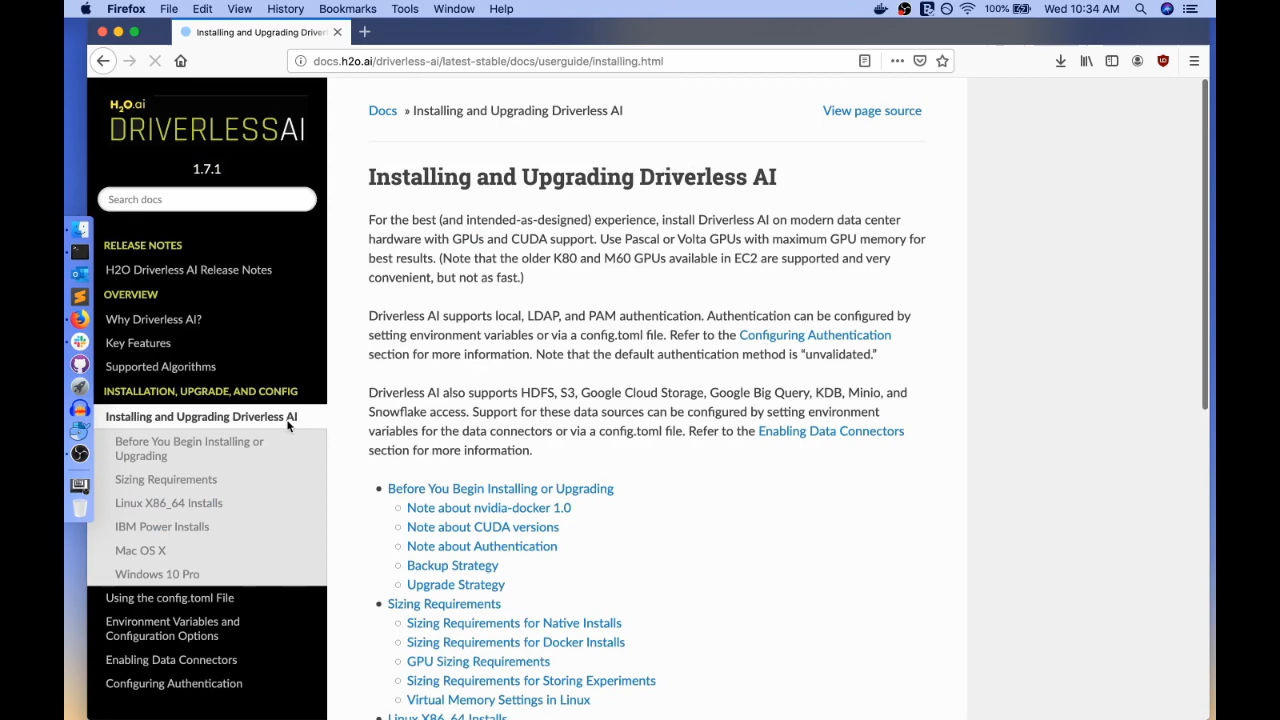 Firefox File Edit View History Bookmarks Tools Window Help 100% Wed 10:34 AM
Installing and Upgrading Driverl
docs.h2o.ai/driverless-ai/latest-stable/docs/userguide/installing.html
H2O.ai
DRIVERLESSAI
1.7.1
Search docs
RELEASE NOTES
H2O Driverless AI Release Notes
OVERVIEW
Why Driverless AI?
Key Features
Supported Algorithms
INSTALLATION, UPGRADE, AND CONFIG
Installing and Upgrading Driverless AI
Before You Begin Installing or
Upgrading
Sizing Requirements
Linux X86_64 Installs
IBM Power Installs
Mac OS X
Windows 10 Pro
Using the config.toml File
Environment Variables and
Configuration Options
Enabling Data Connectors
Configuring Authentication
Docs » Installing and Upgrading Driverless AI View page source
Installing and Upgrading Driverless AI
For the best (and intended-as-designed) experience, install Driverless AI on modern data center
hardware with GPUs and CUDA support. Use Pascal or Volta GPUs with maximum GPU memory for
best results. (Note that the older K80 and M60 GPUs available in EC2 are supported and very
convenient, but not as fast.)
Driverless AI supports local, LDAP, and PAM authentication. Authentication can be configured by
setting environment variables or via a config.toml file. Refer to the Configuring Authentication
section for more information. Note that the default authentication method is “unvalidated.”
Driverless AI also supports HDFS, S3, Google Cloud Storage, Google Big Query, KDB, Minio, and
Snowflake access. Support for these data sources can be configured by setting environment
variables for the data connectors or via a config.toml file. Refer to the Enabling Data Connectors
section for more information.
• Before You Begin Installing or Upgrading
○ Note about nvidia-docker 1.0
○ Note about CUDA versions
○ Note about Authentication
○ Backup Strategy
○ Upgrade Strategy
• Sizing Requirements
○ Sizing Requirements for Native Installs
○ Sizing Requirements for Docker Installs
○ GPU Sizing Requirements
○ Sizing Requirements for Storing Experiments
○ Virtual Memory Settings in Linux
• Linux X86_64 Installs